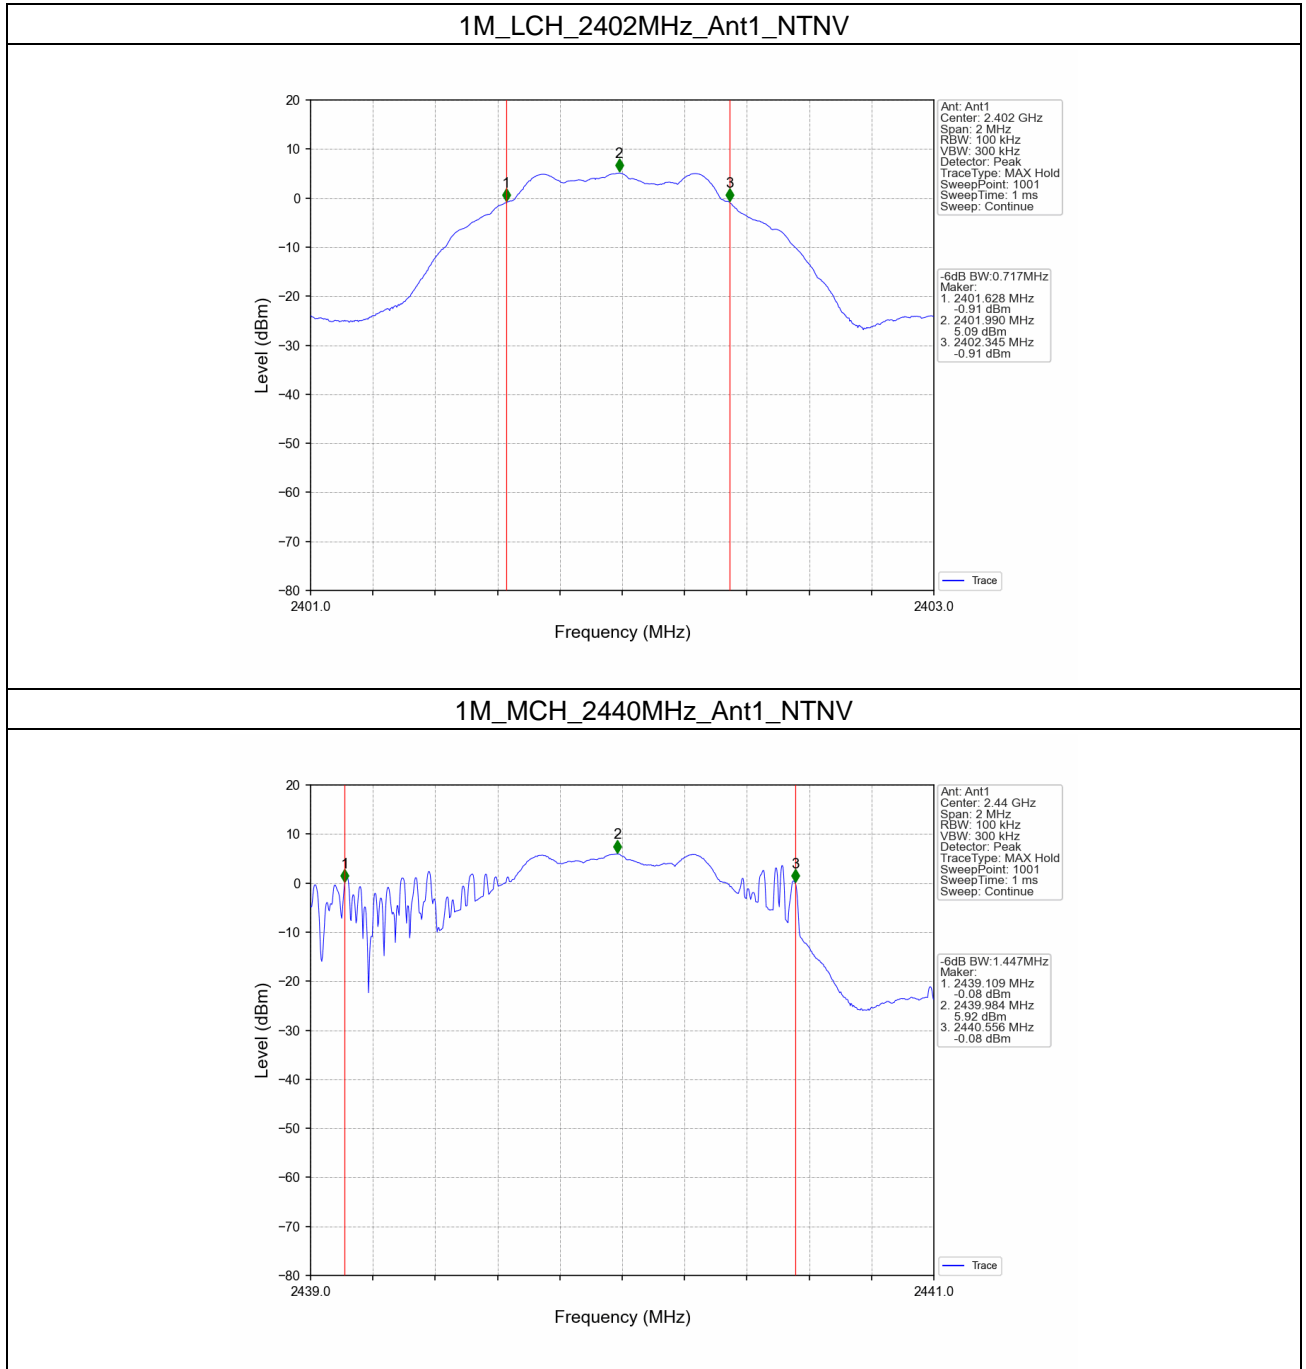 1M_LCH_2402MHz_Ant1_NTNV
20
10
0
−10
−20
−30
−40
−50
−60
−70
−80
Level (dBm)
1
2
3
2401.0
2403.0
Frequency (MHz)
Ant: Ant1
Center: 2.402 GHz
Span: 2 MHz
RBW: 100 kHz
VBW: 300 kHz
Detector: Peak
TraceType: MAX Hold
SweepPoint: 1001
SweepTime: 1 ms
Sweep: Continue
-6dB BW:0.717MHz
Maker:
1. 2401.628 MHz
-0.91 dBm
2. 2401.990 MHz
5.09 dBm
3. 2402.345 MHz
-0.91 dBm
Trace
1M_MCH_2440MHz_Ant1_NTNV
20
10
0
−10
−20
−30
−40
−50
−60
−70
−80
Level (dBm)
1
2
3
2439.0
2441.0
Frequency (MHz)
Ant: Ant1
Center: 2.44 GHz
Span: 2 MHz
RBW: 100 kHz
VBW: 300 kHz
Detector: Peak
TraceType: MAX Hold
SweepPoint: 1001
SweepTime: 1 ms
Sweep: Continue
-6dB BW:1.447MHz
Maker:
1. 2439.109 MHz
-0.08 dBm
2. 2439.984 MHz
5.92 dBm
3. 2440.556 MHz
-0.08 dBm
Trace